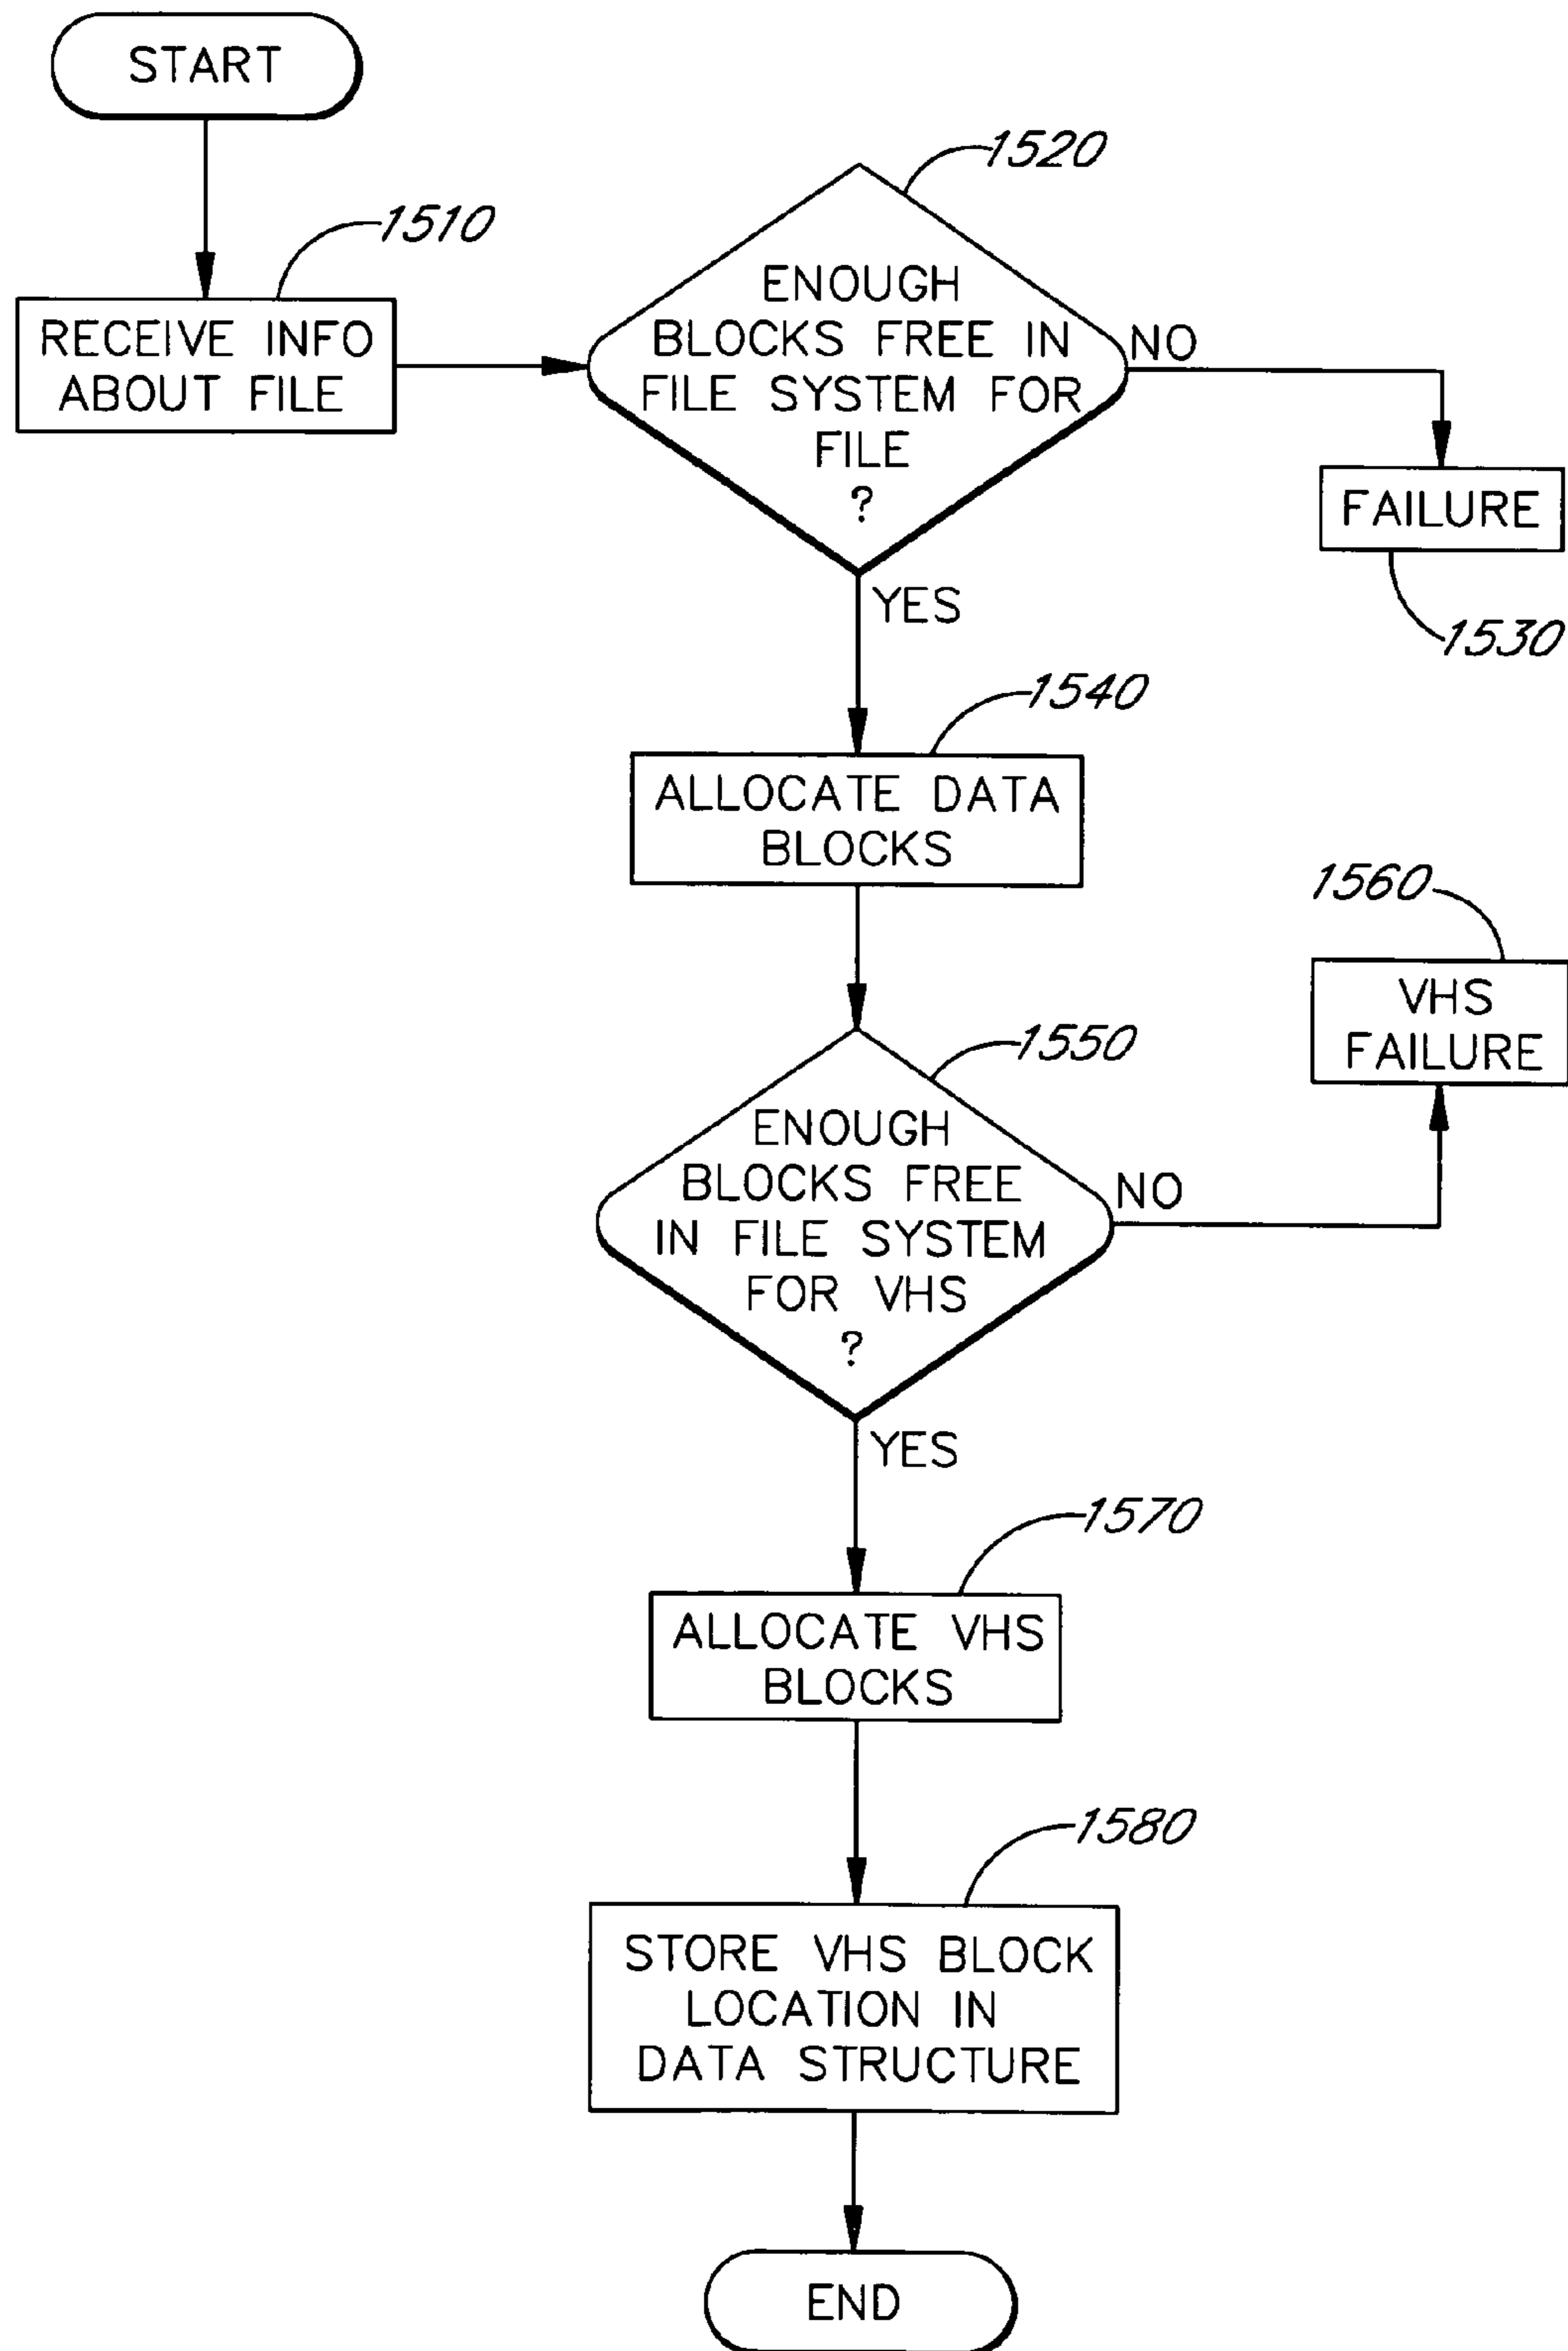 START
1510
RECEIVE INFO
ABOUT FILE
1520
ENOUGH
BLOCKS FREE IN
FILE SYSTEM FOR
FILE
?
NO
FAILURE
1530
YES
1540
ALLOCATE DATA
BLOCKS
1550
ENOUGH
BLOCKS FREE
IN FILE SYSTEM
FOR VHS
?
NO
1560
VHS
FAILURE
YES
1570
ALLOCATE VHS
BLOCKS
1580
STORE VHS BLOCK
LOCATION IN
DATA STRUCTURE
END